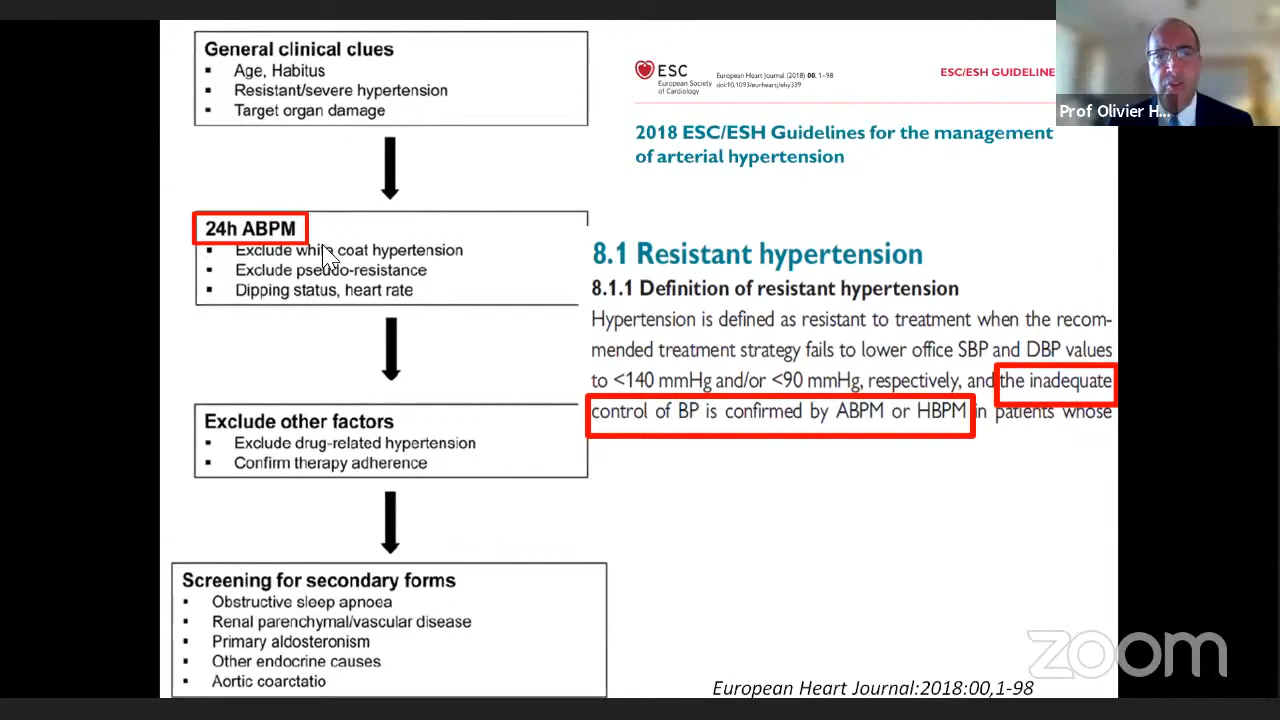 General clinical clues
▪ Age, Habitus
▪ Resistant/severe hypertension
▪ Target organ damage
24h ABPM
▪ Exclude white coat hypertension
▪ Exclude pseudo-resistance
▪ Dipping status, heart rate
Exclude other factors
▪ Exclude drug-related hypertension
▪ Confirm therapy adherence
Screening for secondary forms
▪ Obstructive sleep apnoea
▪ Renal parenchymal/vascular disease
▪ Primary aldosteronism
▪ Other endocrine causes
▪ Aortic coarctatio
ESC
European Society
of Cardiology
European Heart Journal (2018) 00, 1–98
doi:10.1093/eurheartj/ehy339
ESC/ESH GUIDELINE
2018 ESC/ESH Guidelines for the management
of arterial hypertension
8.1 Resistant hypertension
8.1.1 Definition of resistant hypertension
Hypertension is defined as resistant to treatment when the recom-
mended treatment strategy fails to lower office SBP and DBP values
to <140 mmHg and/or <90 mmHg, respectively, and the inadequate
control of BP is confirmed by ABPM or HBPM in patients whose
European Heart Journal:2018:00,1-98
Prof Olivier H...
zoom